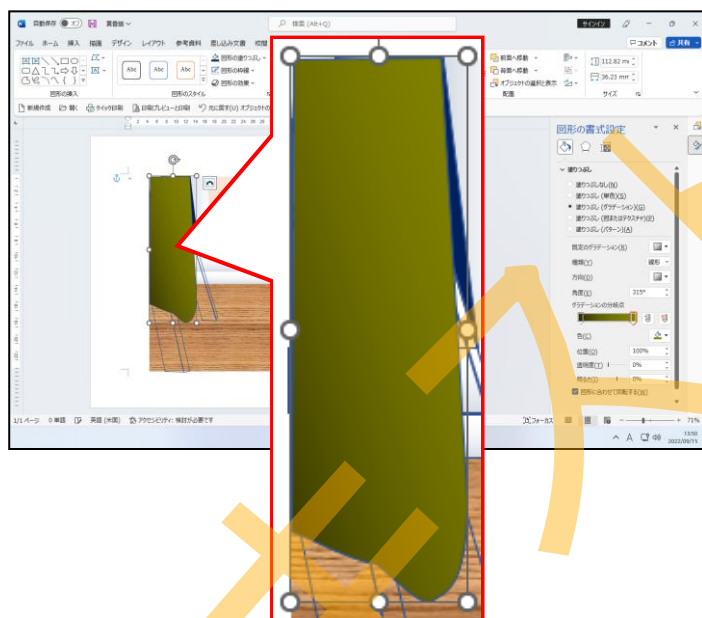 自動保存 オフ
検索 (Alt+Q)
サインイン
ファイル ホーム 挿入 描画 デザイン レイアウト 参考資料 差し込み文書 校閲
コメント 共有
Abc Abc Abc
図形の塗りつぶし
図形の枠線
図形の効果
前面へ移動
背面へ移動
オブジェクトの選択と表示
112.82 mm
36.23 mm
図形の挿入 図形のスタイル 配置 サイズ
新規作成 開く クイック印刷 印刷プレビューと印刷 元に戻す(U)
図形の書式設定
塗りつぶし
塗りつぶしなし(N)
塗りつぶし (単色)(S)
塗りつぶし (グラデーション)(G)
塗りつぶし (図またはテクスチャ)(P)
塗りつぶし (パターン)(A)
既定のグラデーション(R)
種類(Y) 線形
方向(D)
角度(E) 315°
グラデーションの分岐点
色(C)
位置(O) 100%
透明度(T) 0%
明るさ(I) 0%
図形に合わせて回転する(W)
1/1 ページ 0 単語 英語 (米国) アクセシビリティ: 検討が必要です
フォーカス 71%
A 13:50
2022/09/15